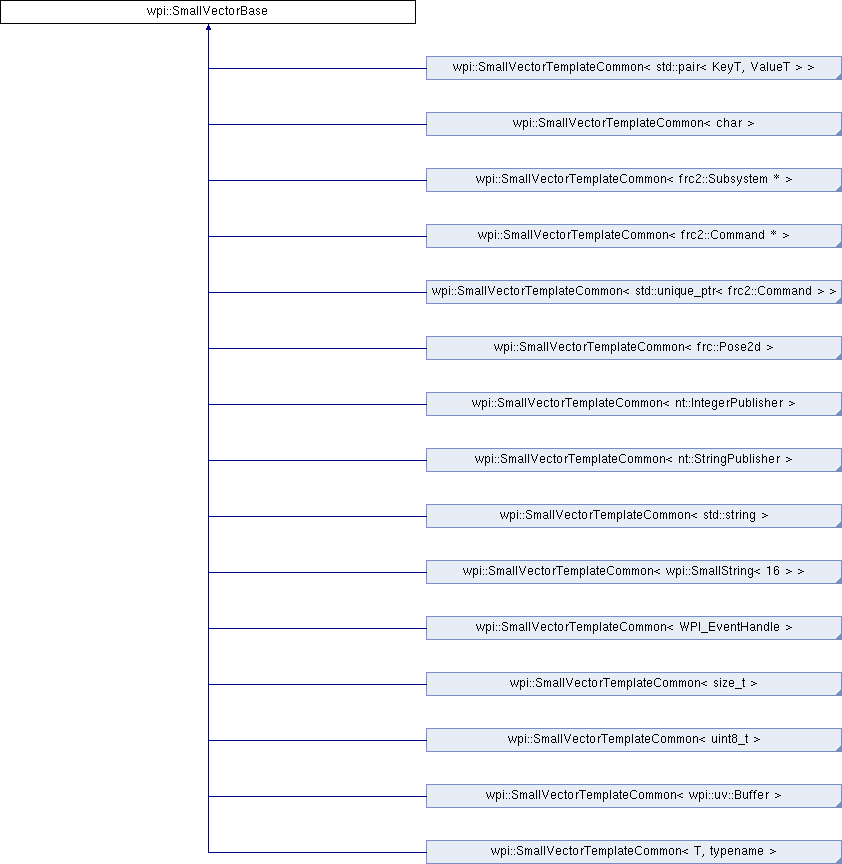 wpi::SmallVectorBase
wpi::SmallVectorTemplateCommon< std::pair< KeyT, ValueT > >
wpi::SmallVectorTemplateCommon< char >
wpi::SmallVectorTemplateCommon< frc2::Subsystem * >
wpi::SmallVectorTemplateCommon< frc2::Command * >
wpi::SmallVectorTemplateCommon< std::unique_ptr< frc2::Command > >
wpi::SmallVectorTemplateCommon< frc::Pose2d >
wpi::SmallVectorTemplateCommon< nt::IntegerPublisher >
wpi::SmallVectorTemplateCommon< nt::StringPublisher >
wpi::SmallVectorTemplateCommon< std::string >
wpi::SmallVectorTemplateCommon< wpi::SmallString< 16 > >
wpi::SmallVectorTemplateCommon< WPI_EventHandle >
wpi::SmallVectorTemplateCommon< size_t >
wpi::SmallVectorTemplateCommon< uint8_t >
wpi::SmallVectorTemplateCommon< wpi::uv::Buffer >
wpi::SmallVectorTemplateCommon< T, typename >